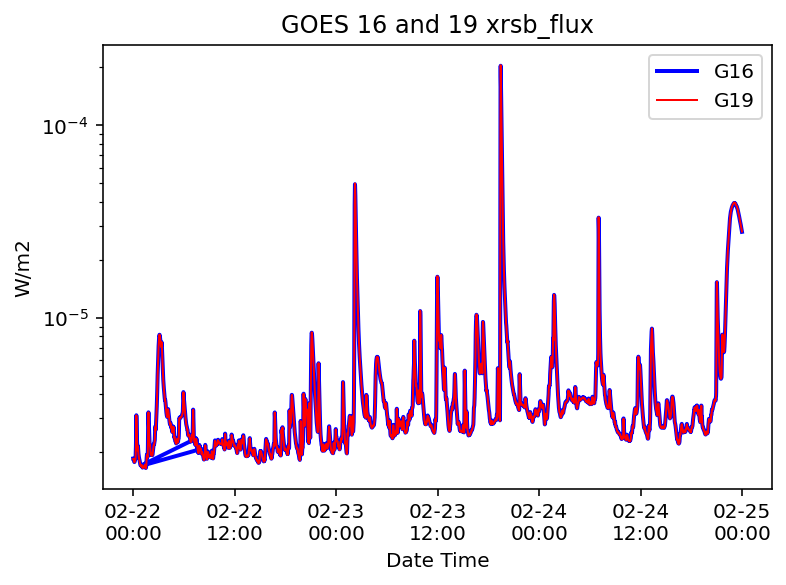 GOES 16 and 19 xrsb_flux
G16
G19
10⁻⁴
10⁻⁵
W/m2
02-22 02-22 02-23 02-23 02-24 02-24 02-25
00:00 12:00 00:00 12:00 00:00 12:00 00:00
Date Time